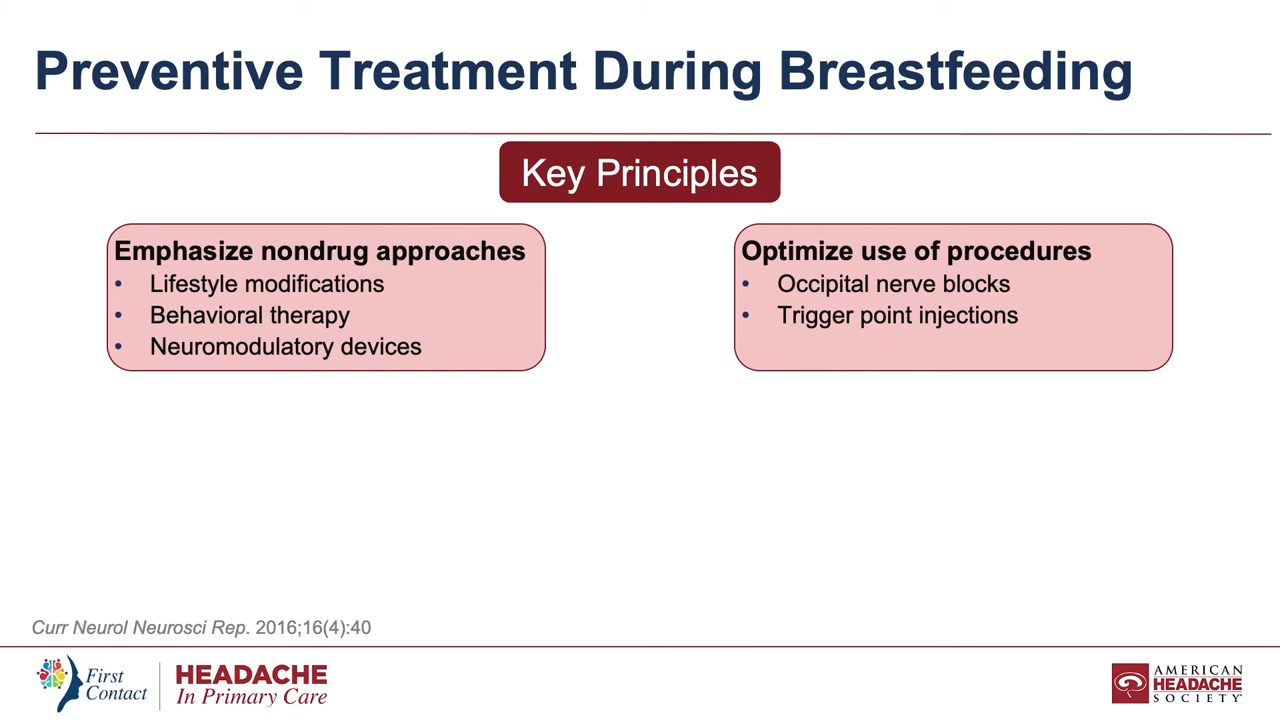 Preventive Treatment During Breastfeeding
Key Principles
Emphasize nondrug approaches
• Lifestyle modifications
• Behavioral therapy
• Neuromodulatory devices
Optimize use of procedures
• Occipital nerve blocks
• Trigger point injections
Curr Neurol Neurosci Rep. 2016;16(4):40
First
Contact
HEADACHE
In Primary Care
AMERICAN
HEADACHE
SOCIETY